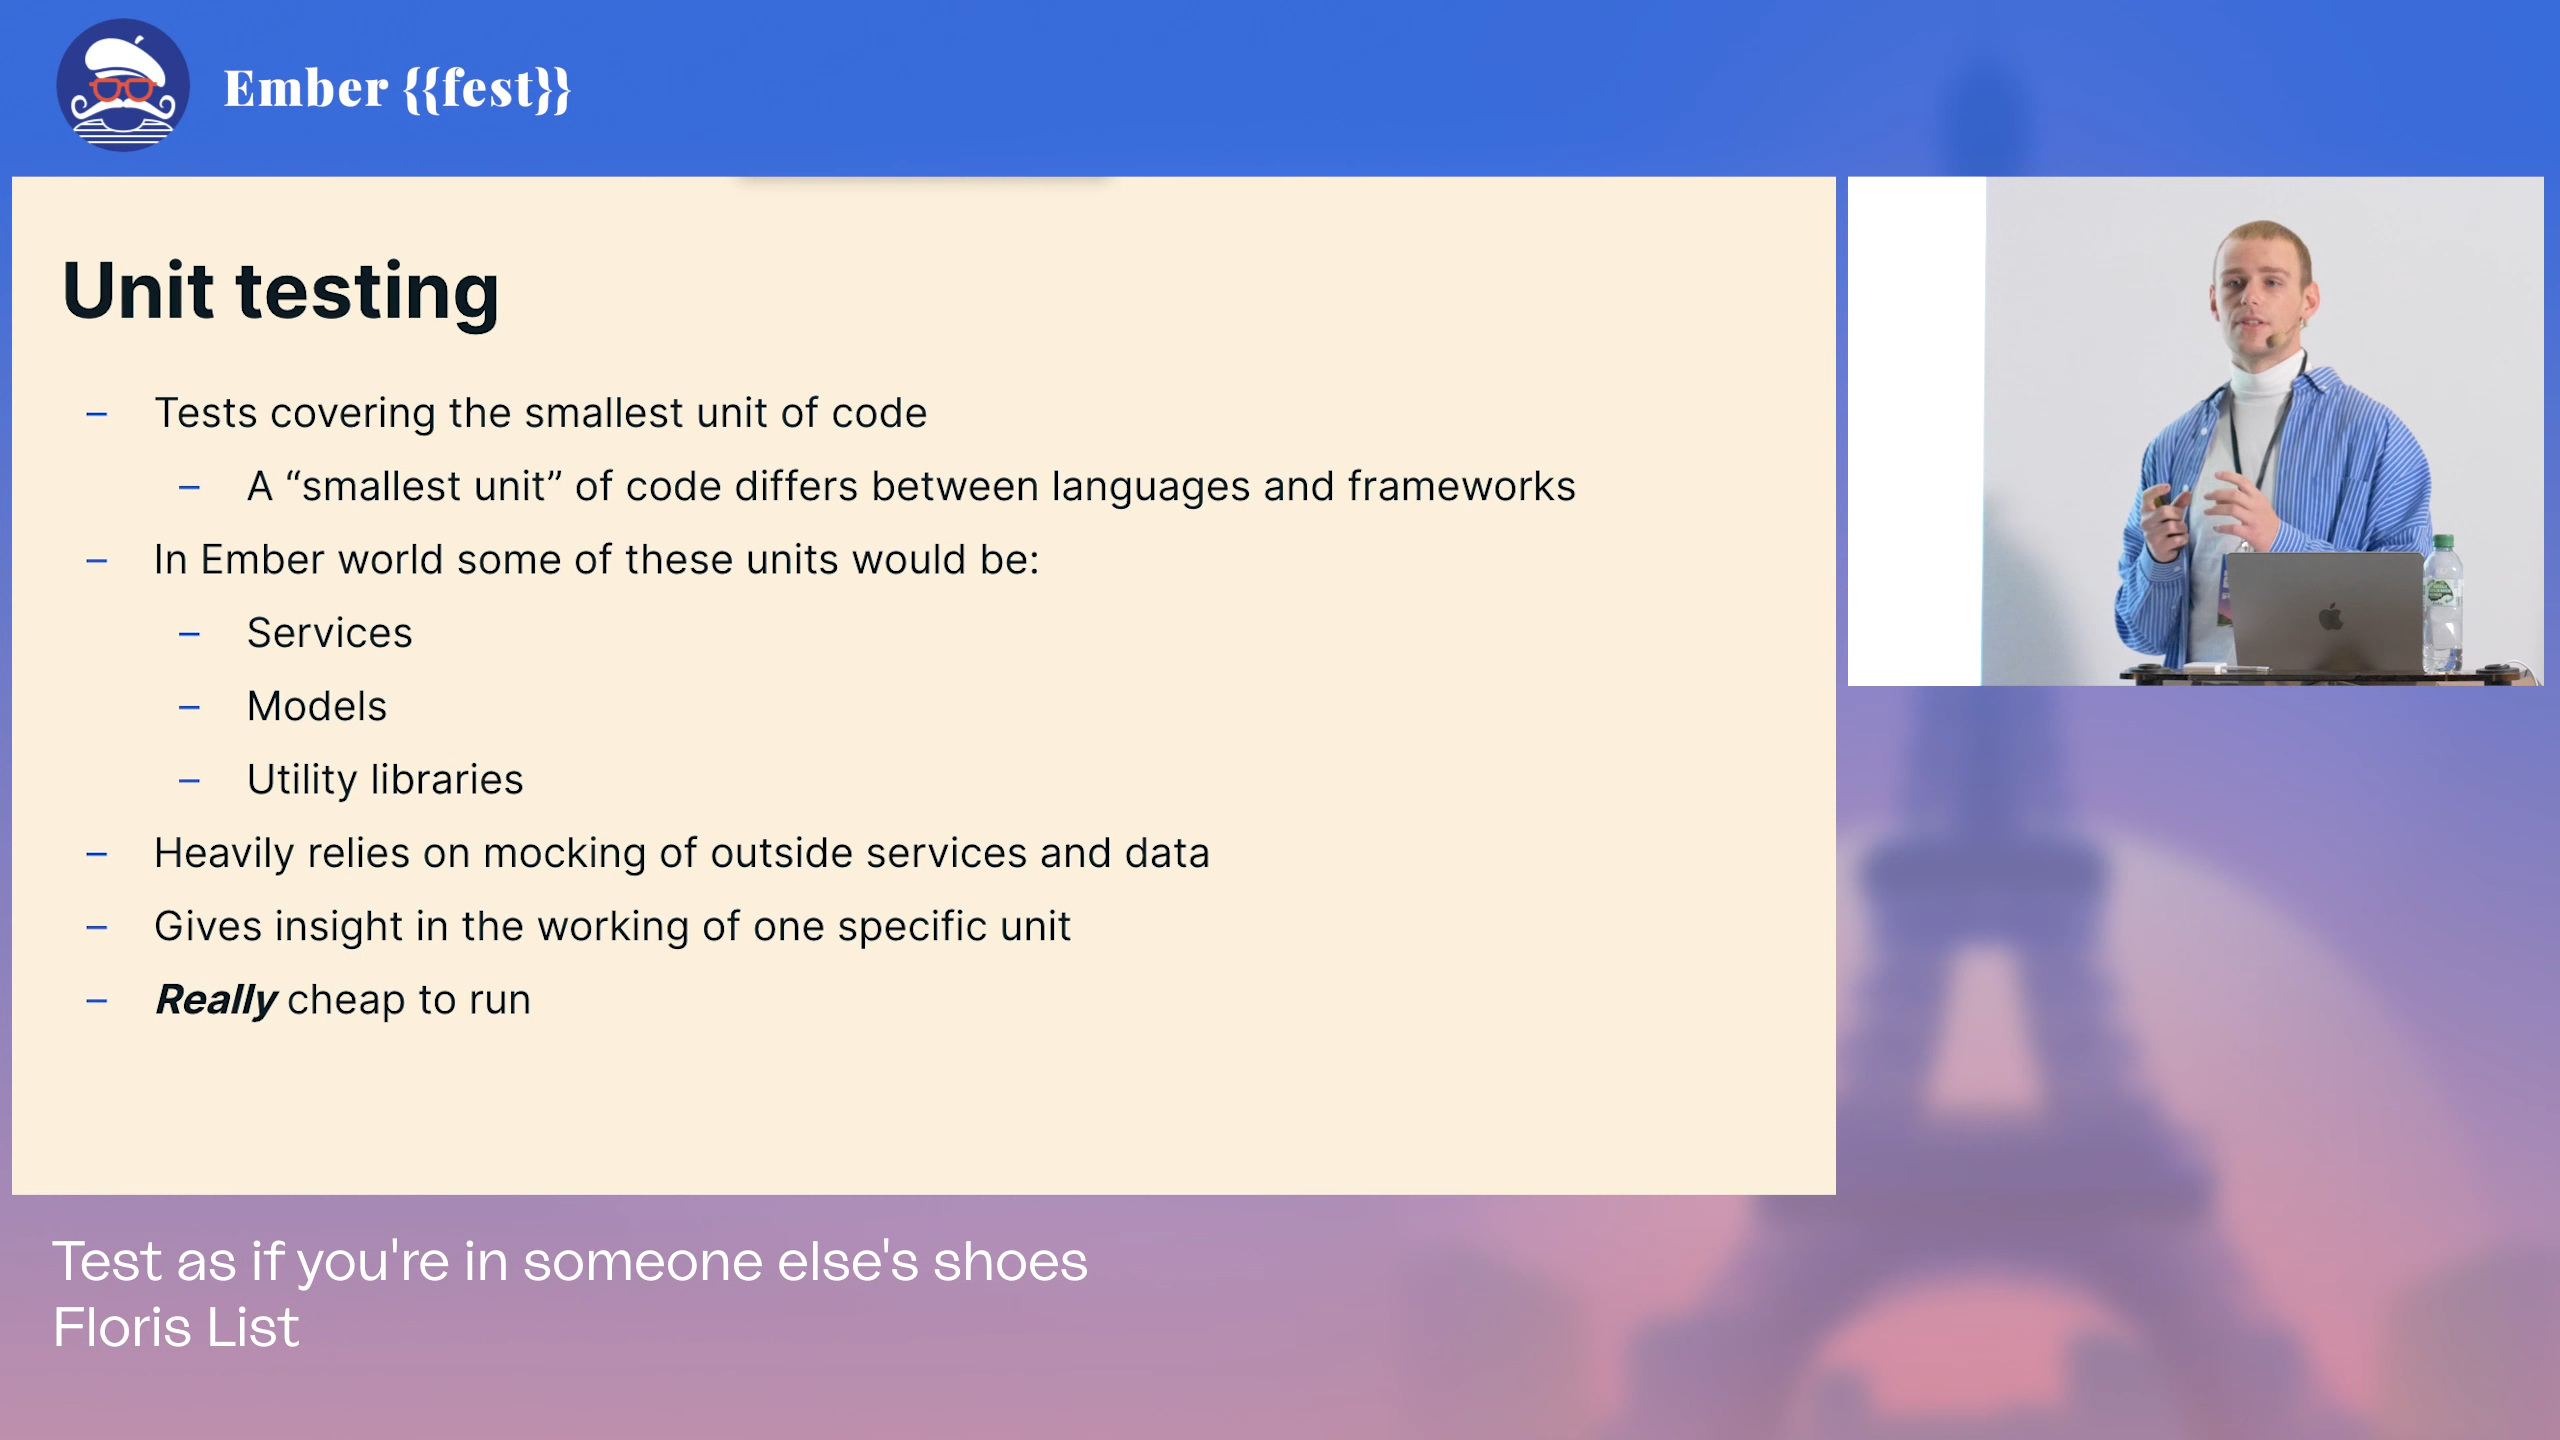 Ember {{fest}}
Unit testing
– Tests covering the smallest unit of code
– A “smallest unit” of code differs between languages and frameworks
– In Ember world some of these units would be:
– Services
– Models
– Utility libraries
– Heavily relies on mocking of outside services and data
– Gives insight in the working of one specific unit
– Really cheap to run
Test as if you're in someone else's shoes
Floris List